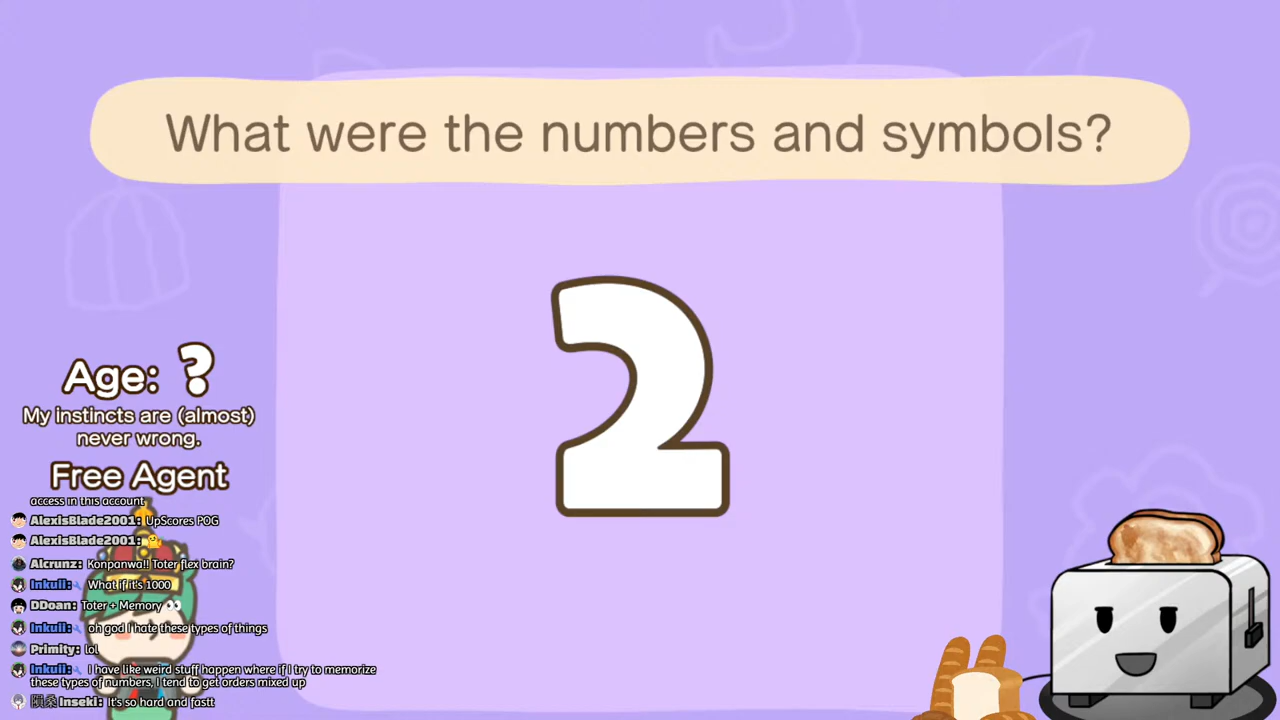 What were the numbers and symbols?
2
Age: ?
My instincts are (almost)
never wrong.
Free Agent
access in this account
AlexisBlade2001: UpScores POG
AlexisBlade2001:
Alcrunz: Konpanwa!! Toter flex brain?
Inkuii: What if it's 1000
DDoan: Toter + Memory 👀
Inkuii: oh god I hate these types of things
Primity: lol
Inkuii: I have like weird stuff happen where if I try to memorize
these types of numbers, I tend to get orders mixed up
Inseki: It's so hard and fastt